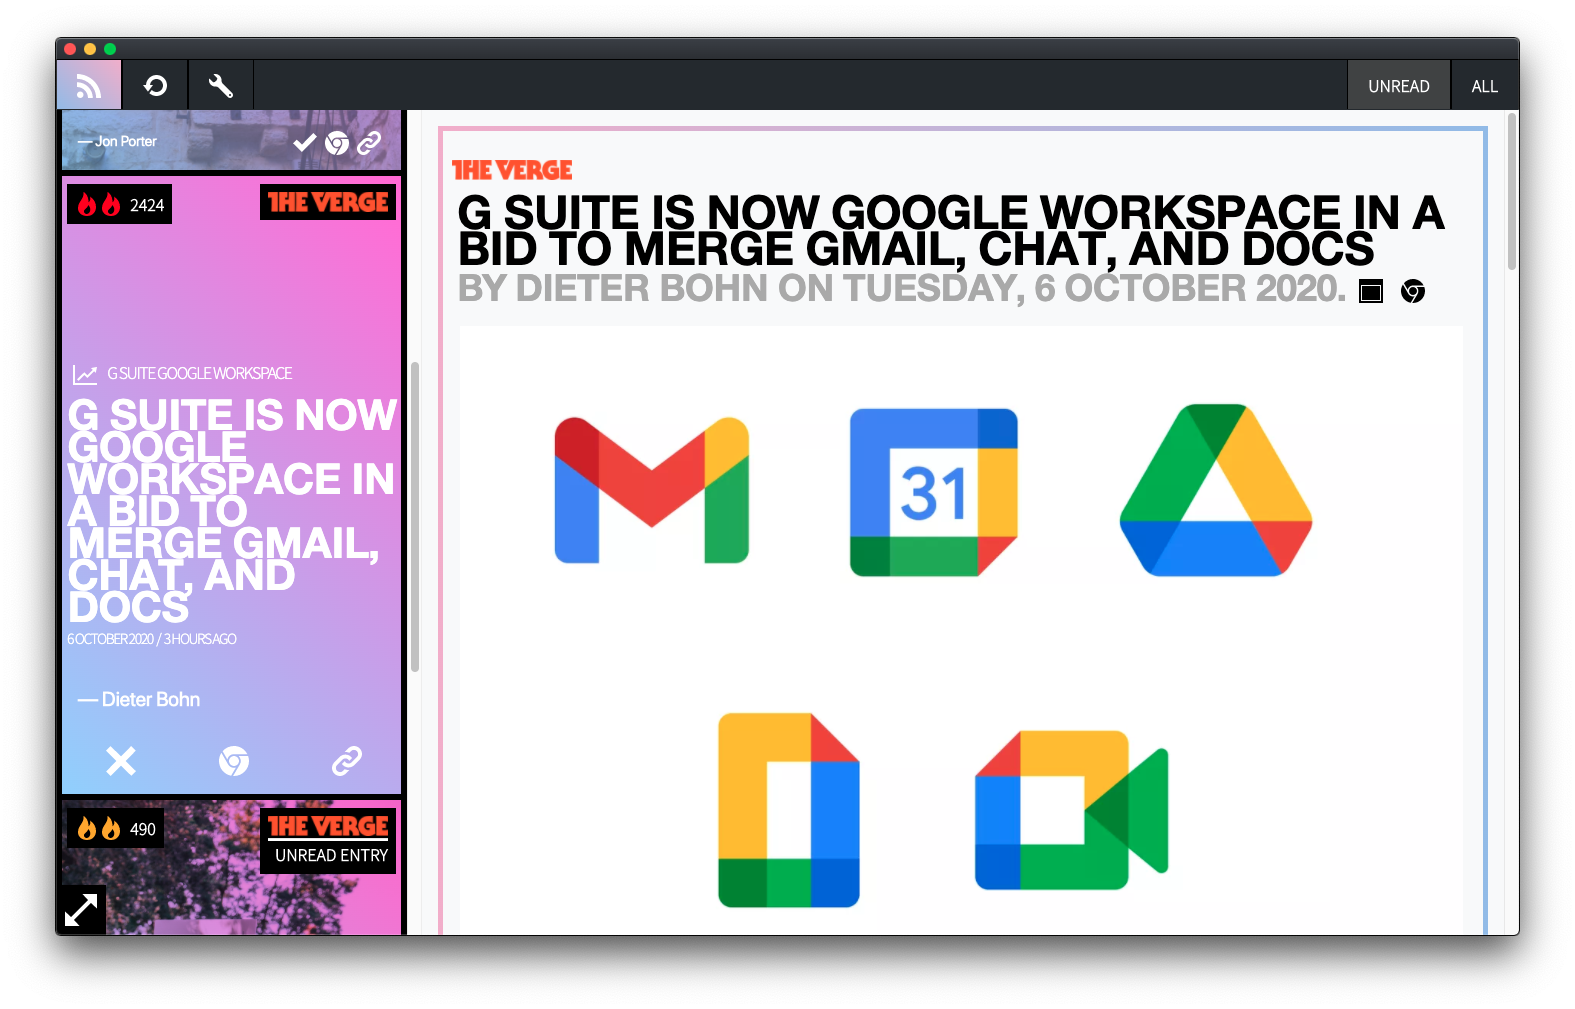 UNREAD
ALL
— Jon Porter
2424
THE VERGE
G SUITE GOOGLE WORKSPACE
G SUITE IS NOW
GOOGLE
WORKSPACE IN
A BID TO
MERGE GMAIL,
CHAT, AND
DOCS
6 OCTOBER 2020 / 3 HOURS AGO
— Dieter Bohn
490
THE VERGE
UNREAD ENTRY
THE VERGE
G SUITE IS NOW GOOGLE WORKSPACE IN A
BID TO MERGE GMAIL, CHAT, AND DOCS
BY DIETER BOHN ON TUESDAY, 6 OCTOBER 2020.
31